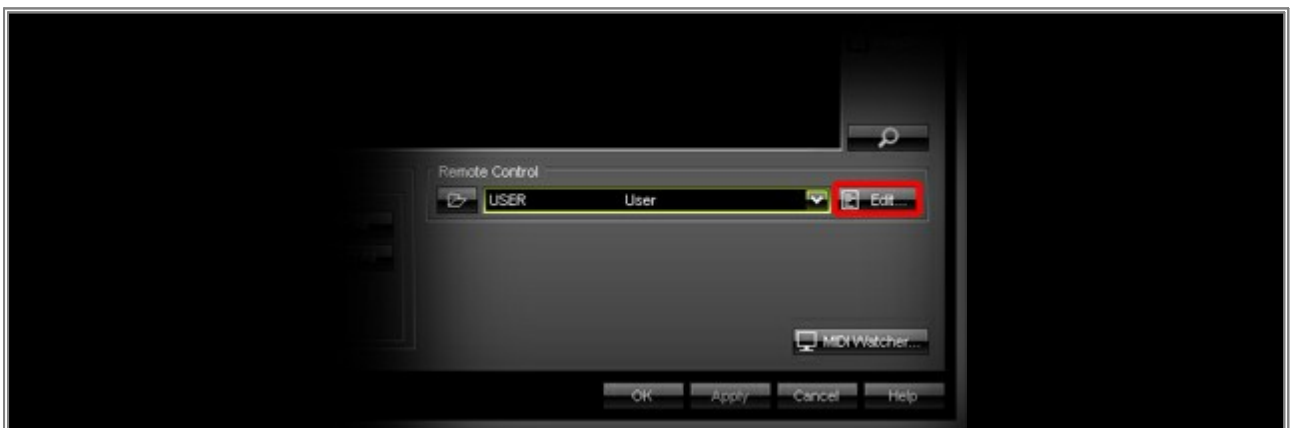 Remote Control
USER User Edit...
MIDI Watcher...
OK Apply Cancel Help